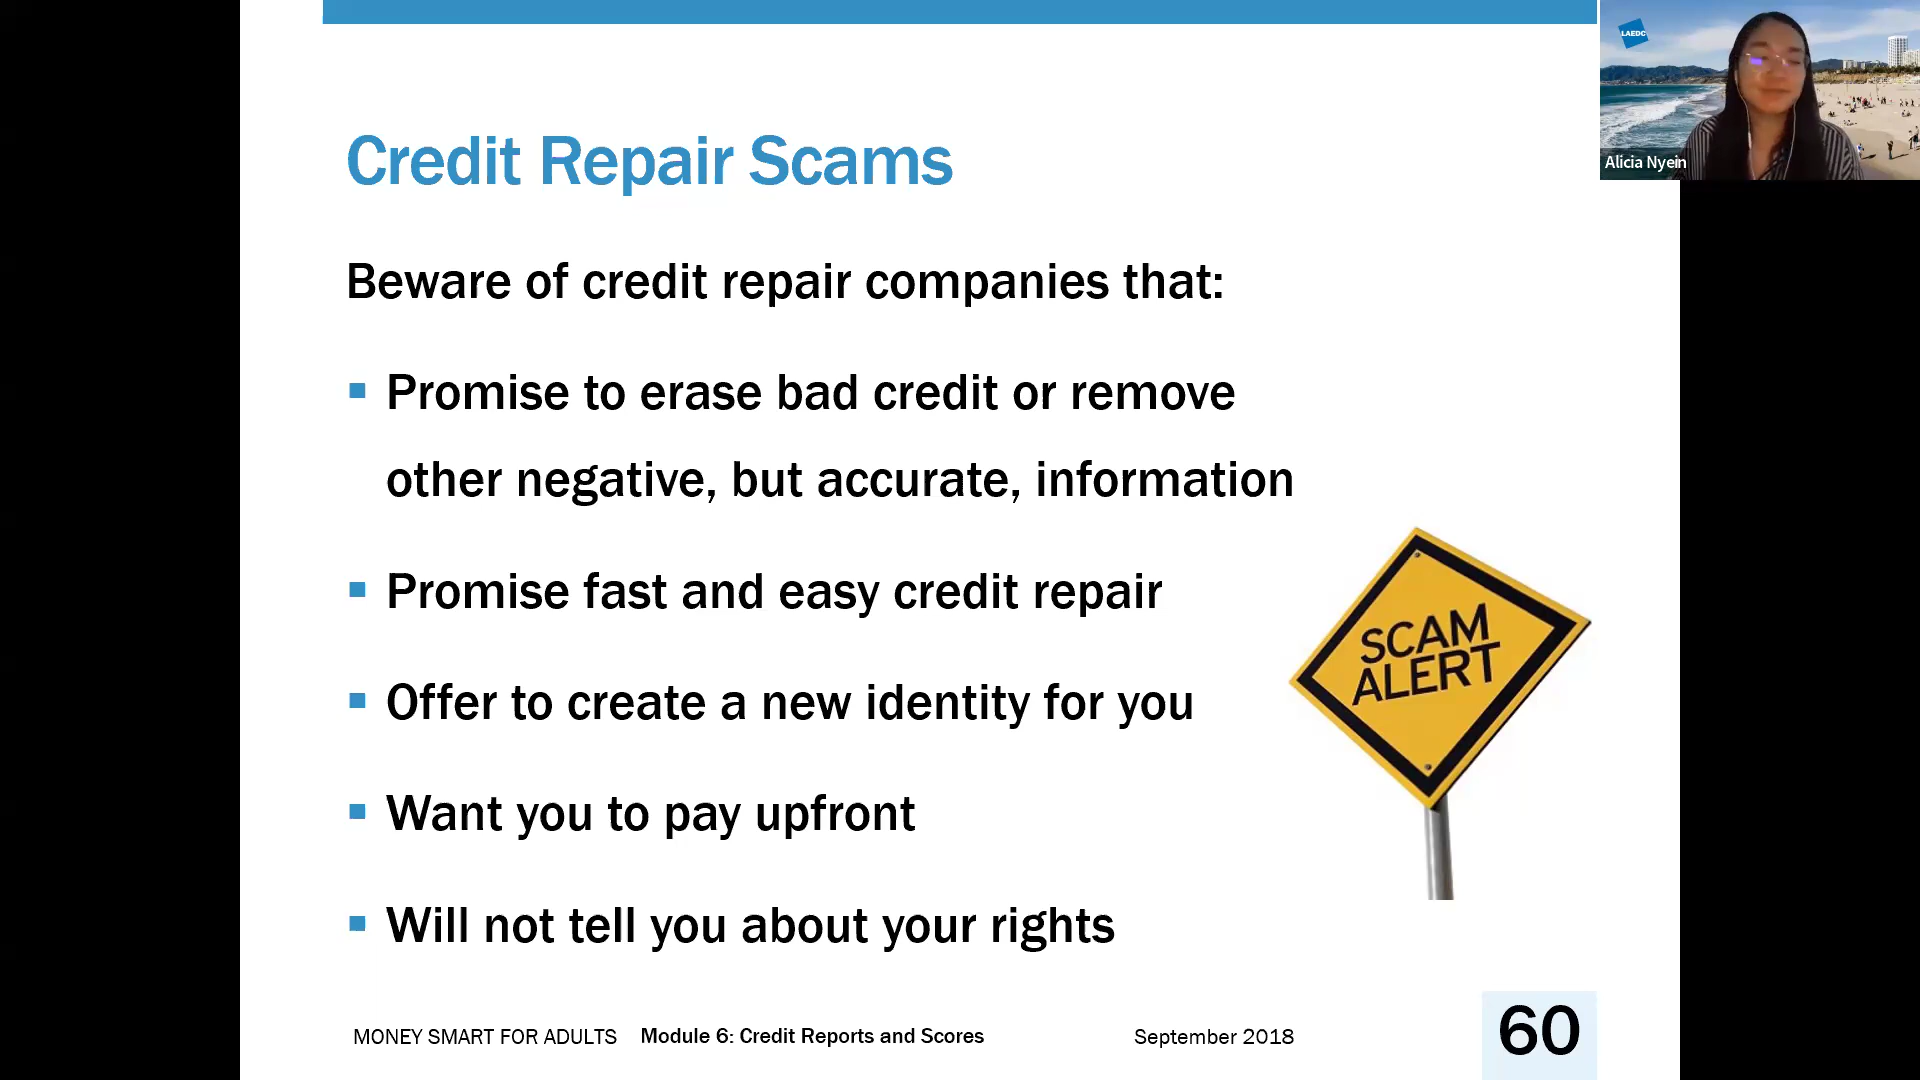 LAEDC
Alicia Nyein
Credit Repair Scams
Beware of credit repair companies that:
▪ Promise to erase bad credit or remove
other negative, but accurate, information
▪ Promise fast and easy credit repair
▪ Offer to create a new identity for you
▪ Want you to pay upfront
▪ Will not tell you about your rights
SCAM
ALERT
MONEY SMART FOR ADULTS Module 6: Credit Reports and Scores September 2018 60